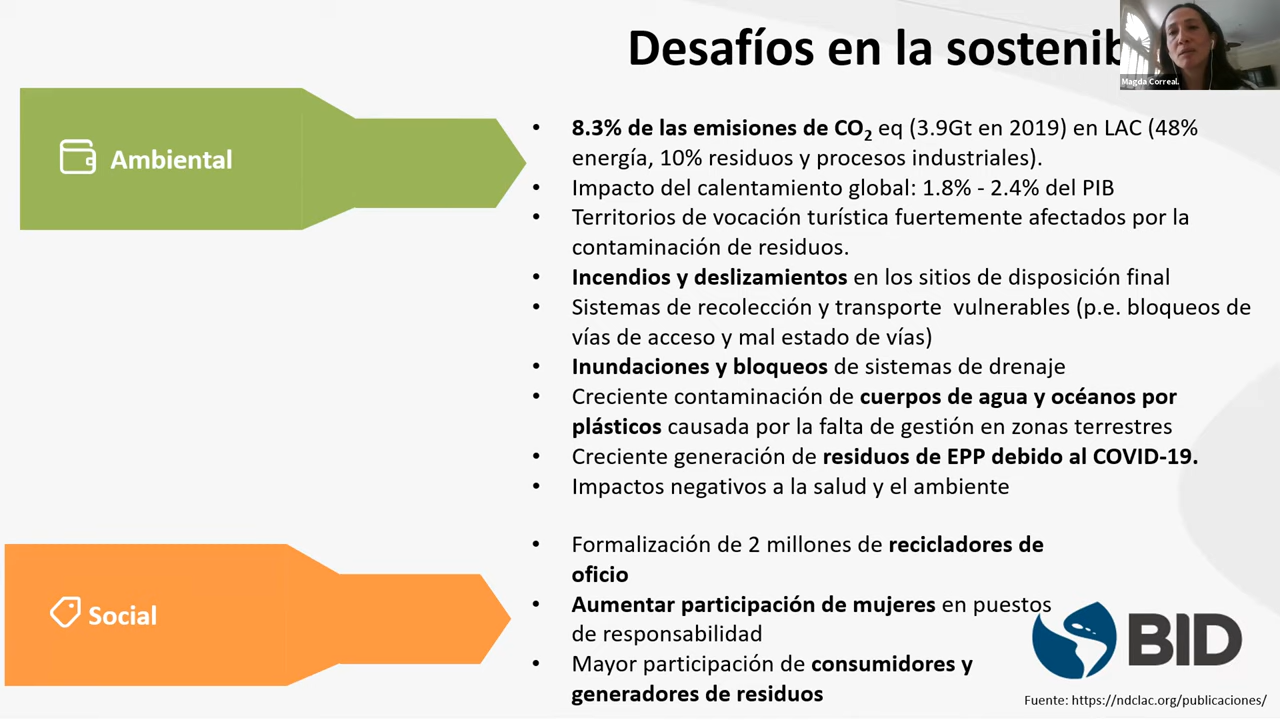 Desafíos en la sostenib
Magda Correal.
Ambiental
• 8.3% de las emisiones de CO₂ eq (3.9Gt en 2019) en LAC (48%
energía, 10% residuos y procesos industriales).
• Impacto del calentamiento global: 1.8% - 2.4% del PIB
• Territorios de vocación turística fuertemente afectados por la
contaminación de residuos.
• Incendios y deslizamientos en los sitios de disposición final
• Sistemas de recolección y transporte vulnerables (p.e. bloqueos de
vías de acceso y mal estado de vías)
• Inundaciones y bloqueos de sistemas de drenaje
• Creciente contaminación de cuerpos de agua y océanos por
plásticos causada por la falta de gestión en zonas terrestres
• Creciente generación de residuos de EPP debido al COVID-19.
• Impactos negativos a la salud y el ambiente
Social
• Formalización de 2 millones de recicladores de
oficio
• Aumentar participación de mujeres en puestos
de responsabilidad
• Mayor participación de consumidores y
generadores de residuos
BID
Fuente: https://ndclac.org/publicaciones/